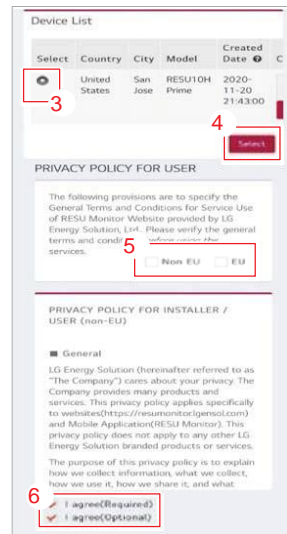 Device List
Select Country City Model Created Date C
United States San Jose RESU10H Prime 2020-11-20 21:43:00
3
4
Select
PRIVACY POLICY FOR USER
The following provisions are to specify the
General Terms and Conditions for Service Use
of RESU Monitor Website provided by LG
Energy Solution, Ltd. Please verify the general
terms and before using the
services.
5
Non EU EU
PRIVACY POLICY FOR INSTALLER /
USER (non-EU)
General
LG Energy Solution (hereinafter referred to as
"The Company") cares about your privacy. The
Company provides many products and
services. This privacy policy applies specifically
to websites(https://resumonitor.lgensol.com)
and Mobile Application(RESU Monitor). This
privacy policy does not apply to any other LG
Energy Solution branded products or services.
The purpose of this privacy policy is to explain
how we collect information, what we collect,
how we use it, how we share it, and what
6
I agree(Required)
I agree(Optional)